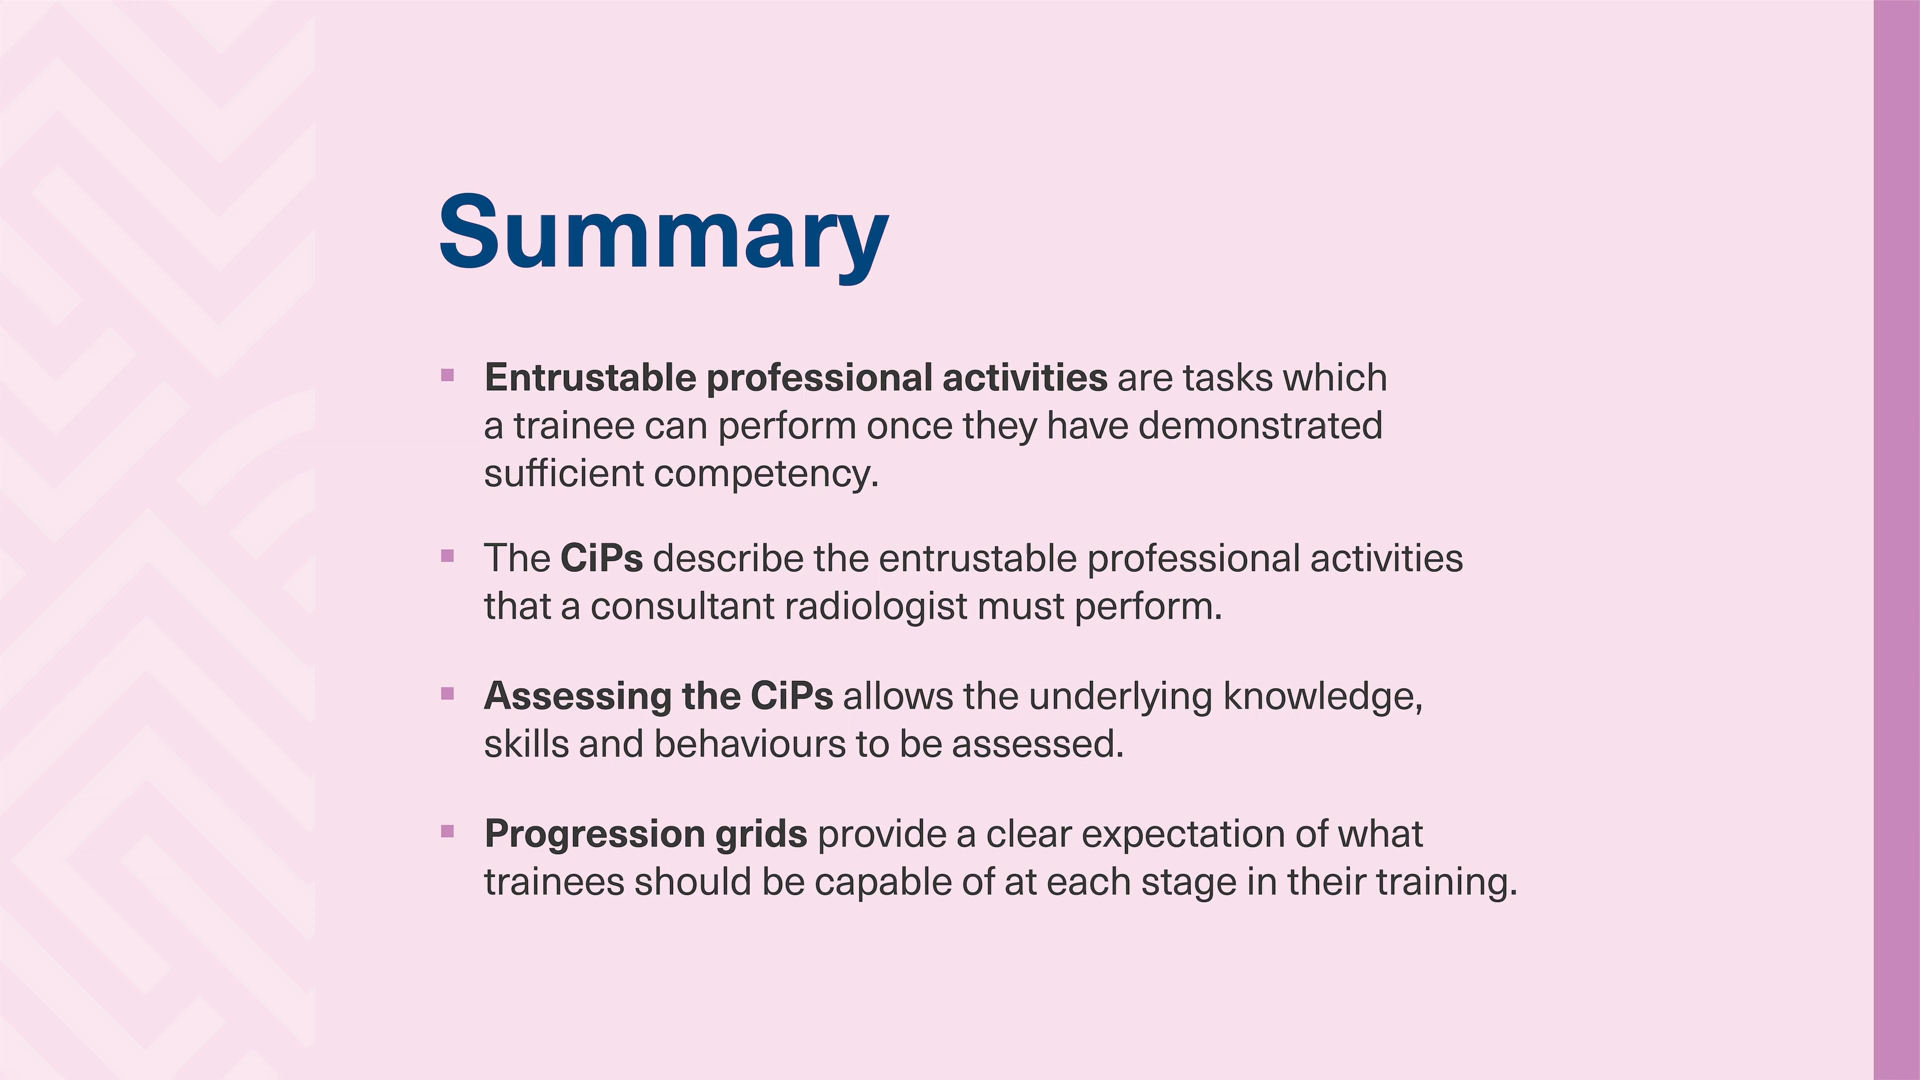 Summary
Entrustable professional activities are tasks which
a trainee can perform once they have demonstrated
sufficient competency.
The CiPs describe the entrustable professional activities
that a consultant radiologist must perform.
Assessing the CiPs allows the underlying knowledge,
skills and behaviours to be assessed.
Progression grids provide a clear expectation of what
trainees should be capable of at each stage in their training.